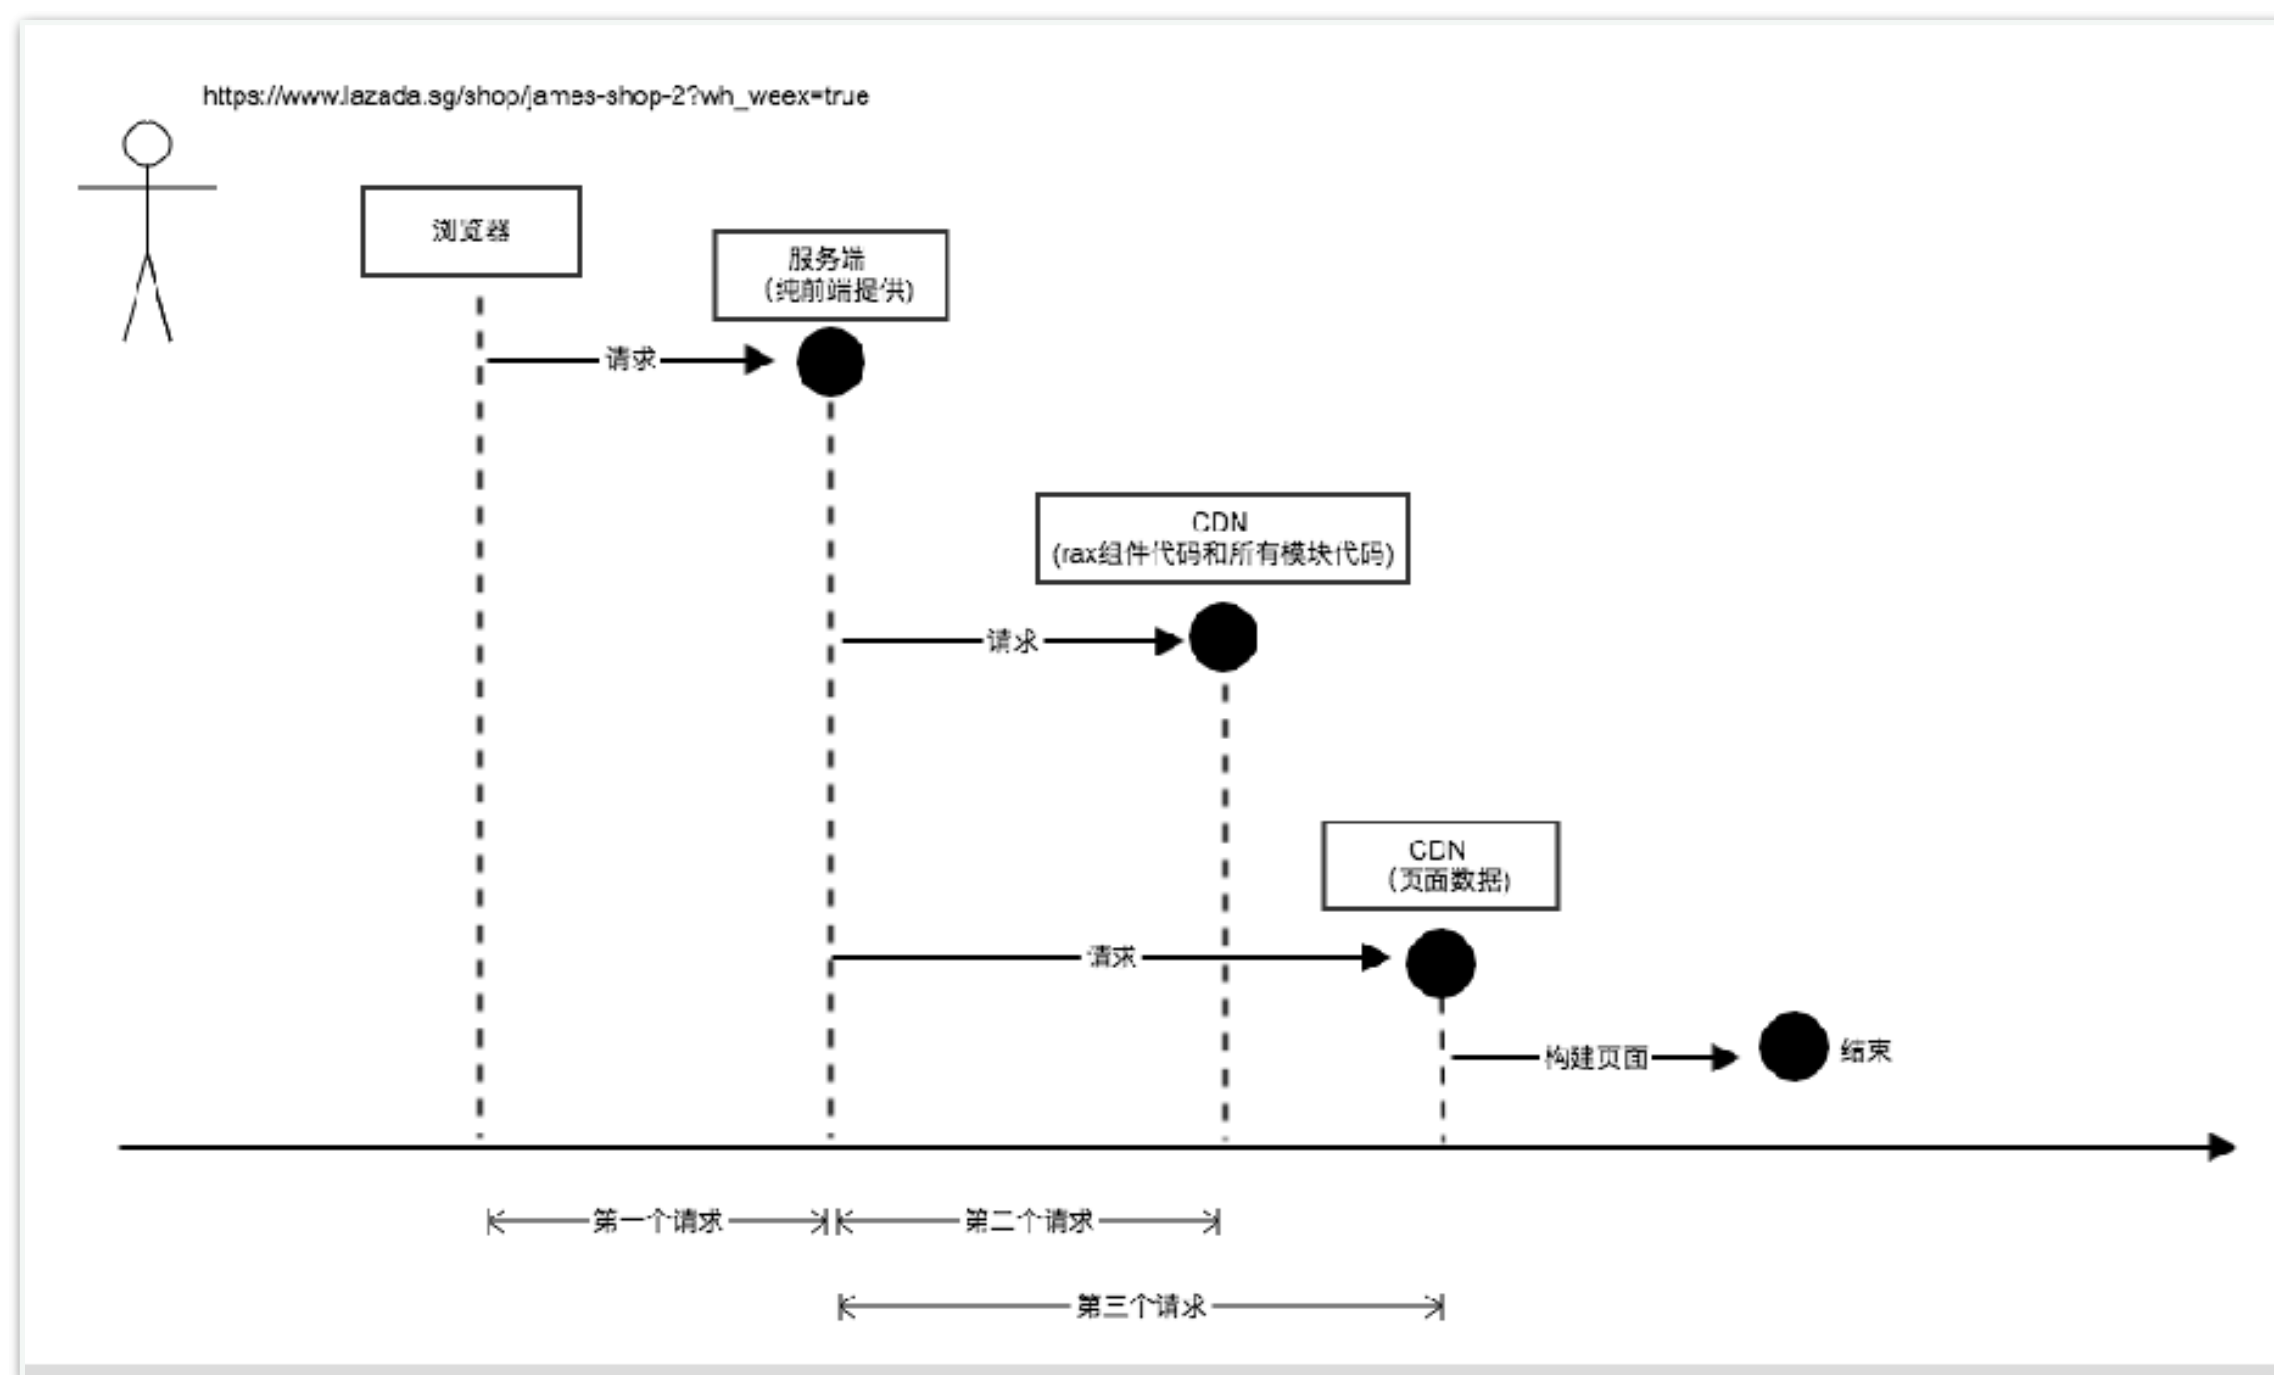 https://www.lazada.sg/shop/james-shop-2?wh_weex=true
浏览器
服务端
（纯前端提供)
请求
CDN
(rax组件代码和所有模块代码)
请求
CDN
（页面数据)
请求
构建页面
结束
第一个请求
第二个请求
第三个请求